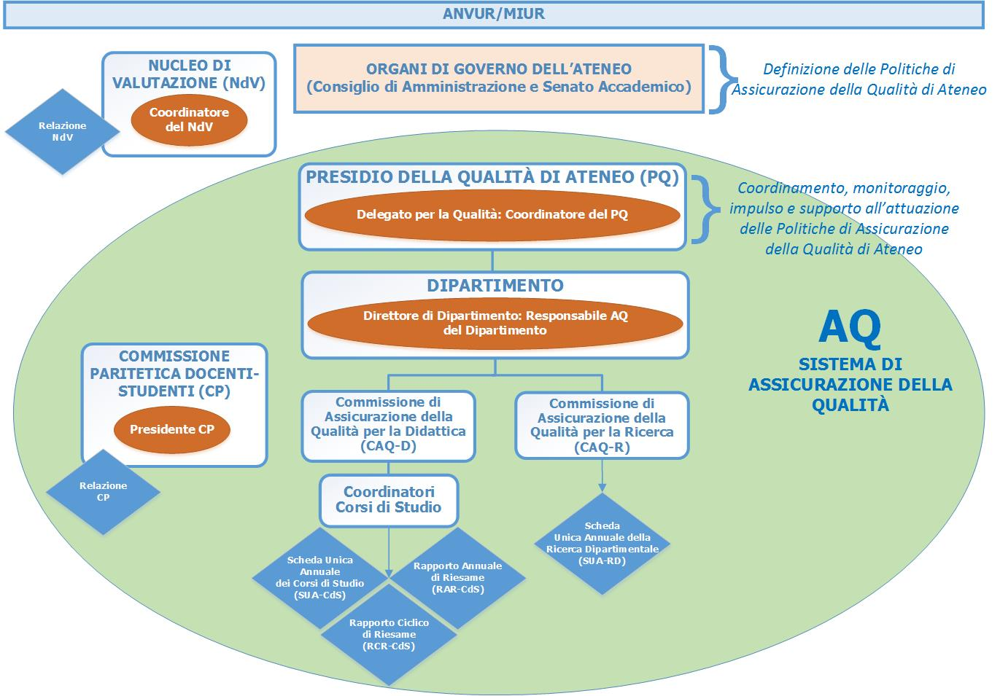 ANVUR/MIUR
NUCLEO DI
VALUTAZIONE (NdV)
Coordinatore
del NdV
Relazione
NdV
ORGANI DI GOVERNO DELL'ATENEO
(Consiglio di Amministrazione e Senato Accademico)
Definizione delle Politiche di
Assicurazione della Qualità di Ateneo
PRESIDIO DELLA QUALITÀ DI ATENEO (PQ)
Delegato per la Qualità: Coordinatore del PQ
Coordinamento, monitoraggio,
impulso e supporto all'attuazione
delle Politiche di Assicurazione
della Qualità di Ateneo
DIPARTIMENTO
Direttore di Dipartimento: Responsabile AQ
del Dipartimento
AQ
SISTEMA DI
ASSICURAZIONE DELLA
QUALITÀ
COMMISSIONE
PARITETICA DOCENTI-
STUDENTI (CP)
Presidente CP
Relazione
CP
Commissione di
Assicurazione della
Qualità per la Didattica
(CAQ-D)
Commissione di
Assicurazione della
Qualità per la Ricerca
(CAQ-R)
Coordinatori
Corsi di Studio
Scheda Unica
Annuale
dei Corsi di Studio
(SUA-CdS)
Rapporto Annuale
di Riesame
(RAR-CdS)
Rapporto Ciclico
di Riesame
(RCR-CdS)
Scheda
Unica Annuale della
Ricerca Dipartimentale
(SUA-RD)